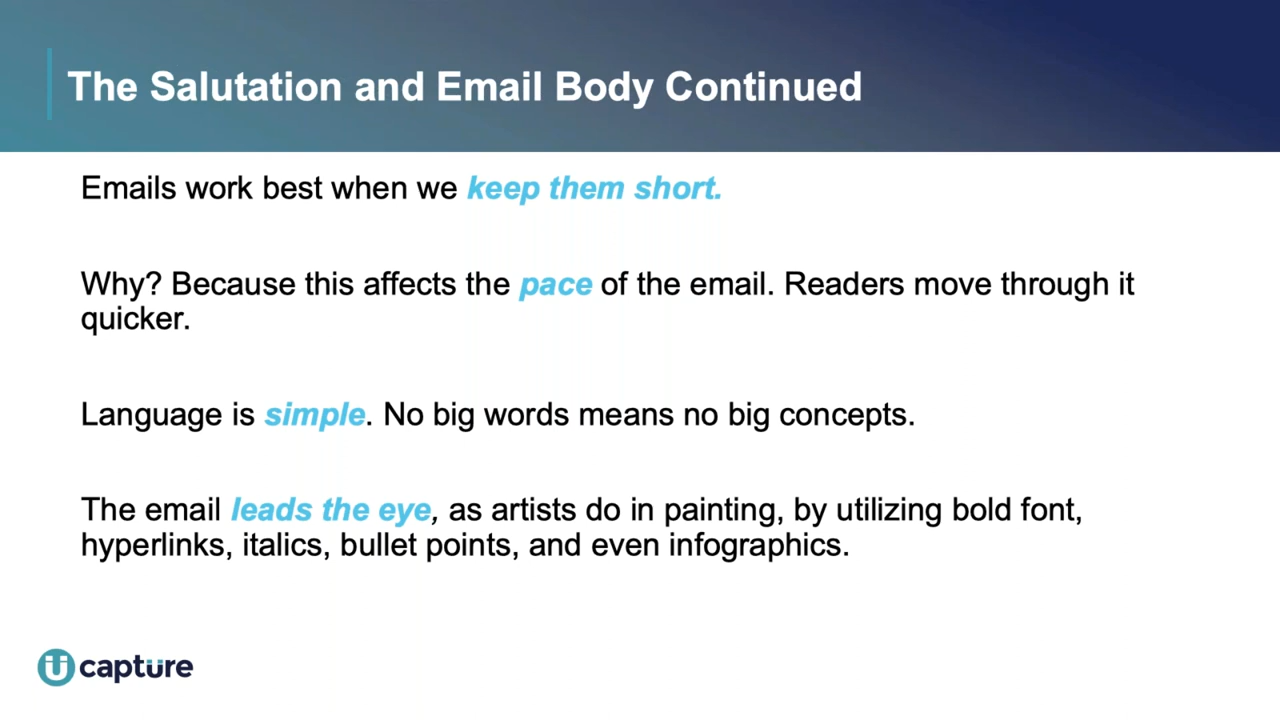 The Salutation and Email Body Continued
Emails work best when we keep them short.
Why? Because this affects the pace of the email. Readers move through it
quicker.
Language is simple. No big words means no big concepts.
The email leads the eye, as artists do in painting, by utilizing bold font,
hyperlinks, italics, bullet points, and even infographics.
Ü captüre